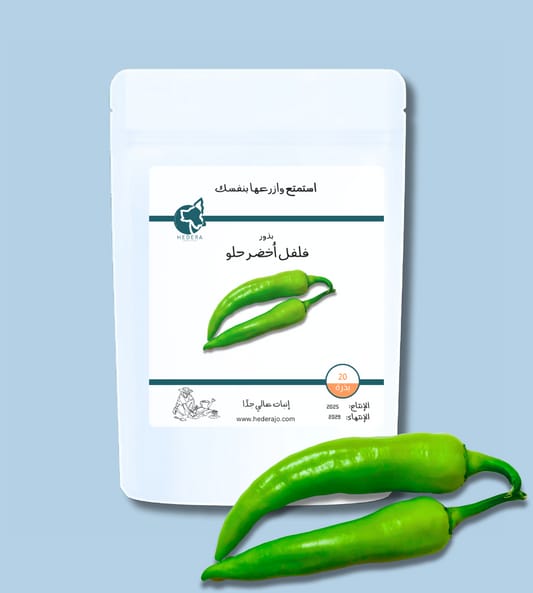 استمتع وازرعها بنفسك
HEDERA
بذور
فلفل أخضر حلو
20
بذرة
إنبات عالي جدًا
www.hederajo.com
الإنتاج: 2025
الإنتهاء: 2029